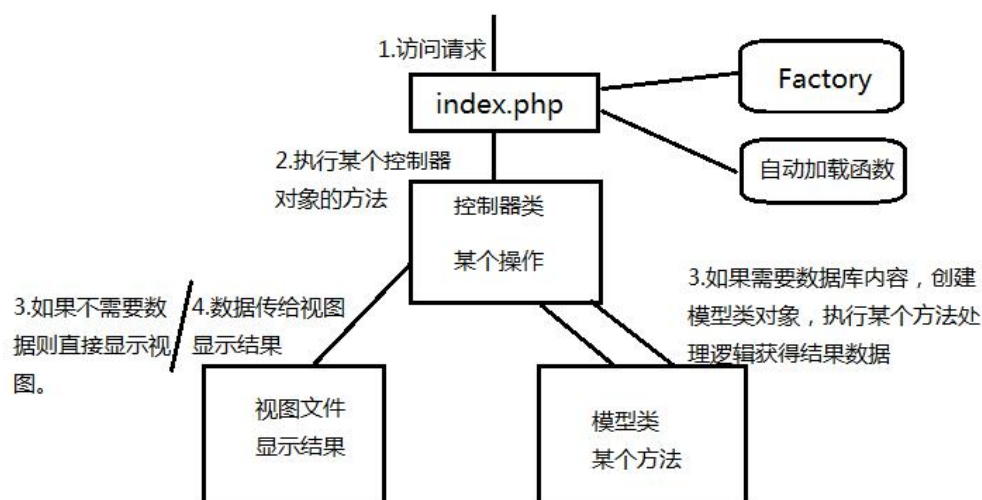 1.访问请求
index.php
Factory
自动加载函数
2.执行某个控制器
对象的方法
控制器类
某个操作
3.如果不需要数
据则直接显示视
图。
4.数据传给视图
显示结果
3.如果需要数据库内容，创建
模型类对象，执行某个方法处
理逻辑获得结果数据
视图文件
显示结果
模型类
某个方法